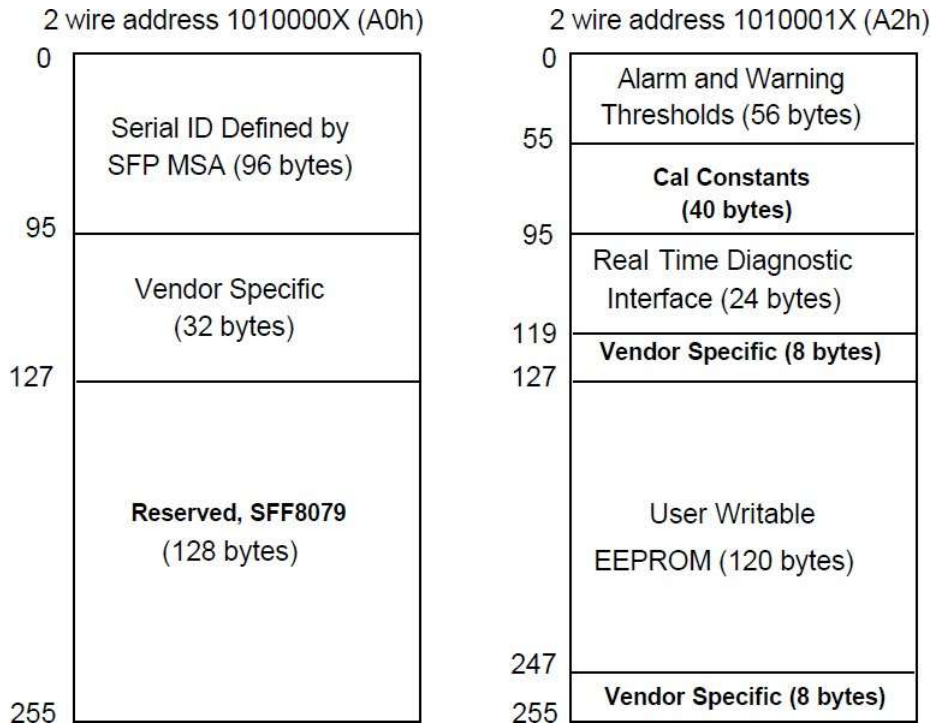 2 wire address 1010000X (A0h)
0
Serial ID Defined by
SFP MSA (96 bytes)
95
Vendor Specific
(32 bytes)
127
Reserved, SFF8079
(128 bytes)
255
2 wire address 1010001X (A2h)
0
Alarm and Warning
Thresholds (56 bytes)
55
Cal Constants
(40 bytes)
95
Real Time Diagnostic
Interface (24 bytes)
119
Vendor Specific (8 bytes)
127
User Writable
EEPROM (120 bytes)
247
Vendor Specific (8 bytes)
255